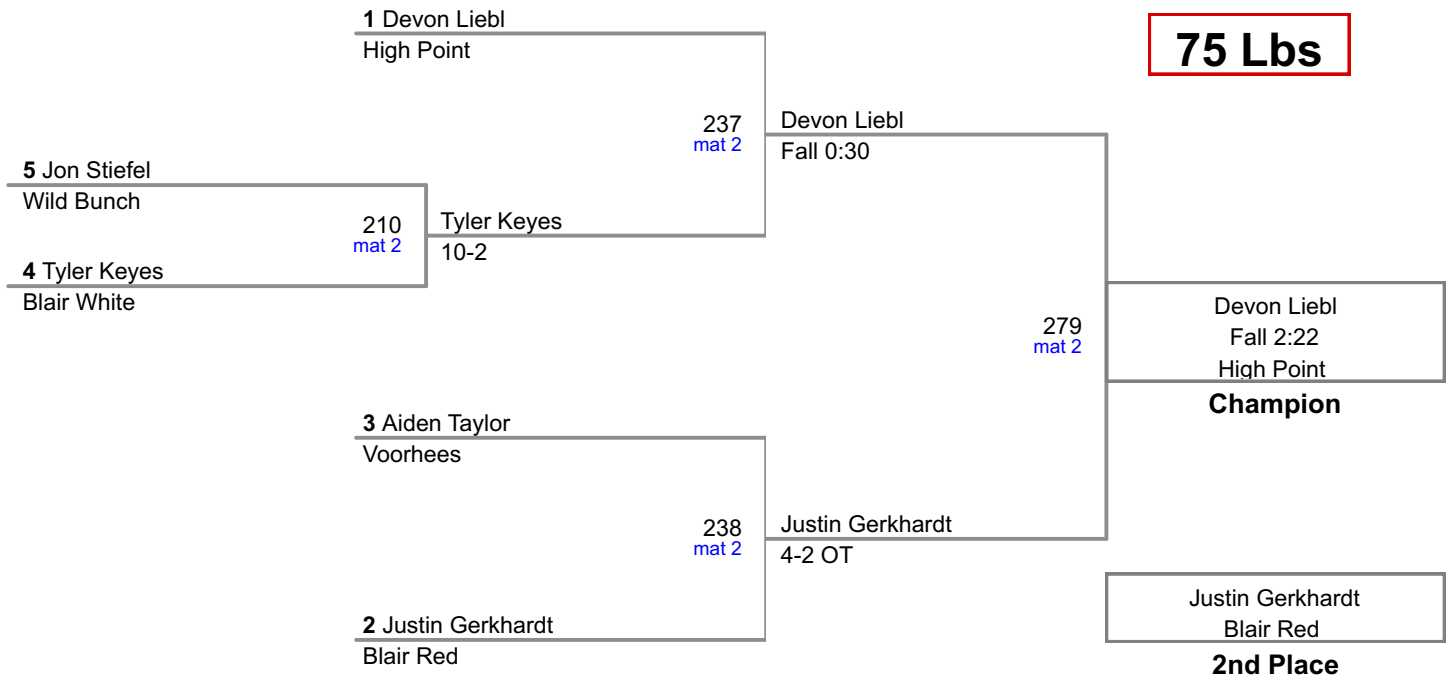 1 Devon Liebl
High Point
75 Lbs
237
mat 2
Devon Liebl
Fall 0:30
5 Jon Stiefel
Wild Bunch
210
mat 2
Tyler Keyes
10-2
4 Tyler Keyes
Blair White
279
mat 2
Devon Liebl
Fall 2:22
High Point
Champion
3 Aiden Taylor
Voorhees
238
mat 2
Justin Gerkhardt
4-2 OT
2 Justin Gerkhardt
Blair Red
Justin Gerkhardt
Blair Red
2nd Place